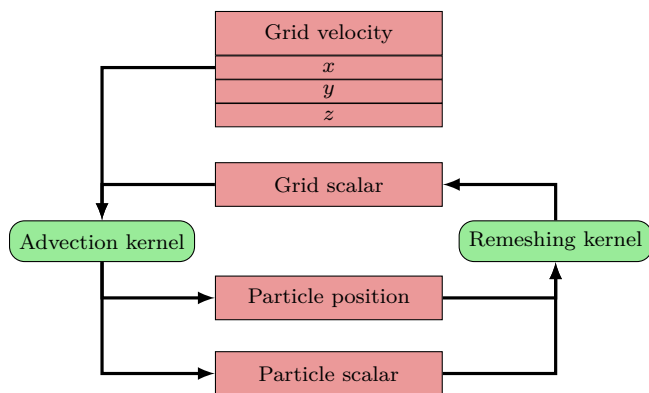 Grid velocity
x
y
z
Grid scalar
Advection kernel
Remeshing kernel
Particle position
Particle scalar